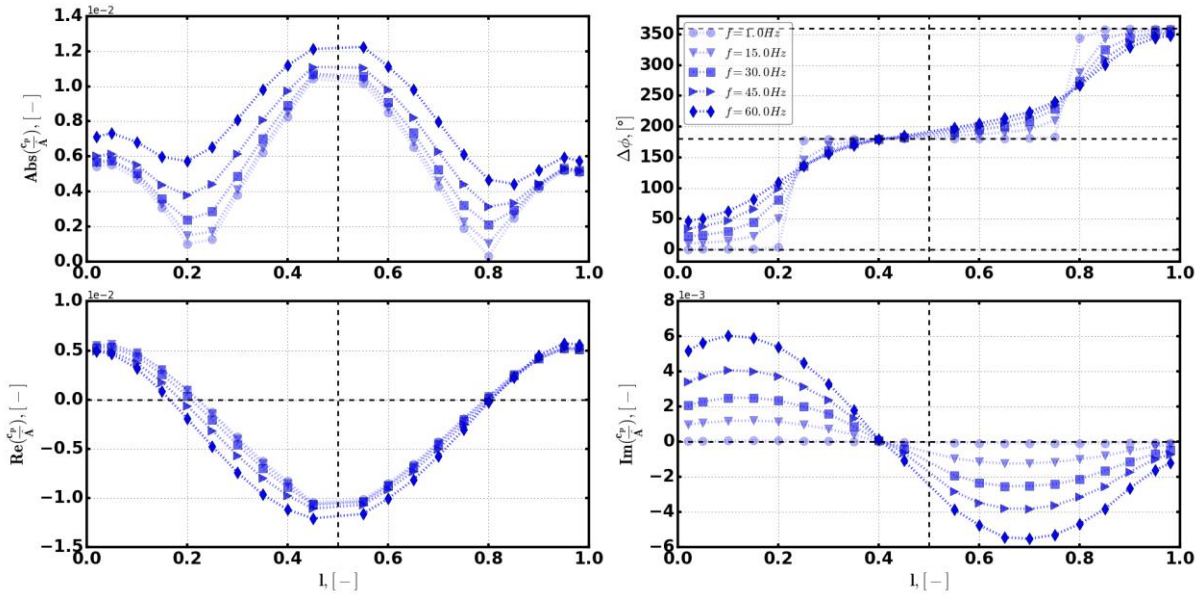 1e−2
1.4
1.2
1.0
0.8
0.6
0.4
0.2
0.0
Abs(c_p/A), [−]
0.0 0.2 0.4 0.6 0.8 1.0
350
300
250
200
150
100
50
0
Δϕ, [°]
f=1.0Hz
f=15.0Hz
f=30.0Hz
f=45.0Hz
f=60.0Hz
0.0 0.2 0.4 0.6 0.8 1.0
1e−2
1.0
0.5
0.0
−0.5
−1.0
−1.5
Re(c_p/A), [−]
0.0 0.2 0.4 0.6 0.8 1.0
l, [−]
1e−3
6
4
2
0
−2
−4
−6
Im(c_p/A), [−]
0.0 0.2 0.4 0.6 0.8 1.0
l, [−]